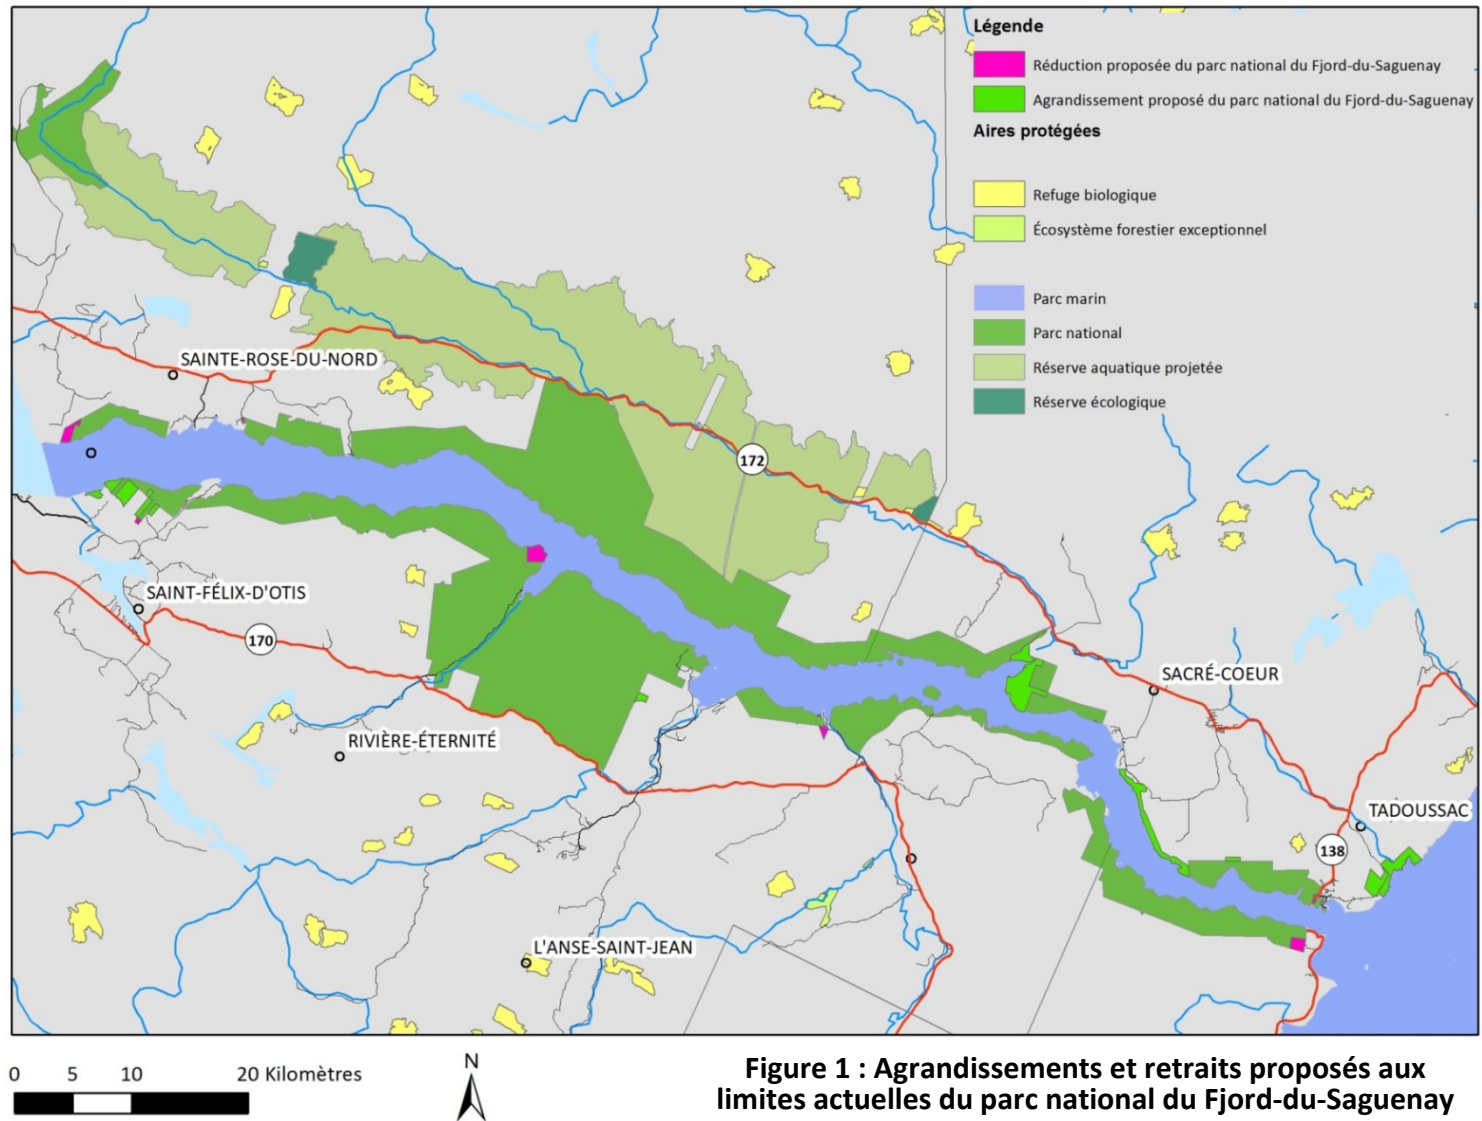 Légende
Réduction proposée du parc national du Fjord-du-Saguenay
Agrandissement proposé du parc national du Fjord-du-Saguenay
Aires protégées
Refuge biologique
Écosystème forestier exceptionnel
Parc marin
Parc national
Réserve aquatique projetée
Réserve écologique
SAINTE-ROSE-DU-NORD
172
SAINT-FÉLIX-D'OTIS
170
SACRÉ-COEUR
RIVIÈRE-ÉTERNITÉ
TADOUSSAC
138
L'ANSE-SAINT-JEAN
0 5 10 20 Kilomètres
N
Figure 1 : Agrandissements et retraits proposés aux
limites actuelles du parc national du Fjord-du-Saguenay